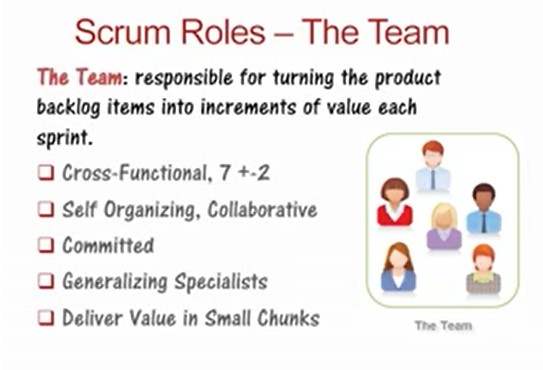 Scrum Roles – The Team
The Team: responsible for turning the product
backlog items into increments of value each
sprint.
Cross-Functional, 7 +-2
Self Organizing, Collaborative
Committed
Generalizing Specialists
Deliver Value in Small Chunks
The Team